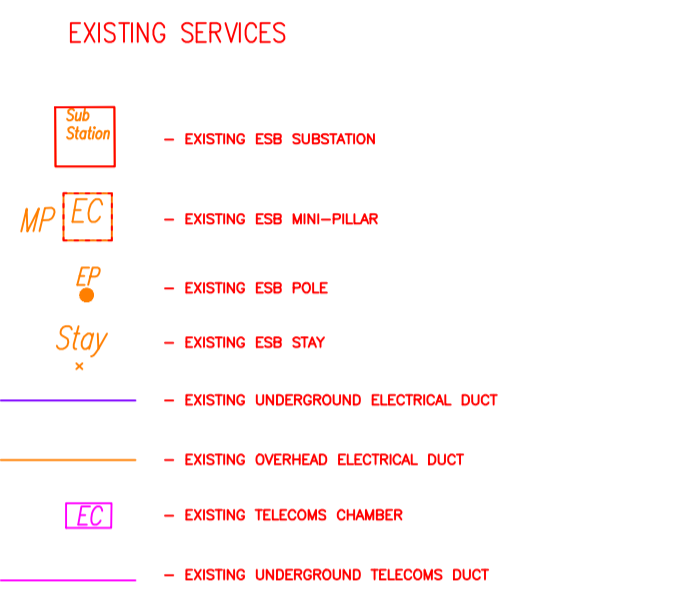 EXISTING SERVICES
Sub
Station
- EXISTING ESB SUBSTATION
MP EC - EXISTING ESB MINI-PILLAR
EP
- EXISTING ESB POLE
Stay - EXISTING ESB STAY
- EXISTING UNDERGROUND ELECTRICAL DUCT
- EXISTING OVERHEAD ELECTRICAL DUCT
EC - EXISTING TELECOMS CHAMBER
- EXISTING UNDERGROUND TELECOMS DUCT